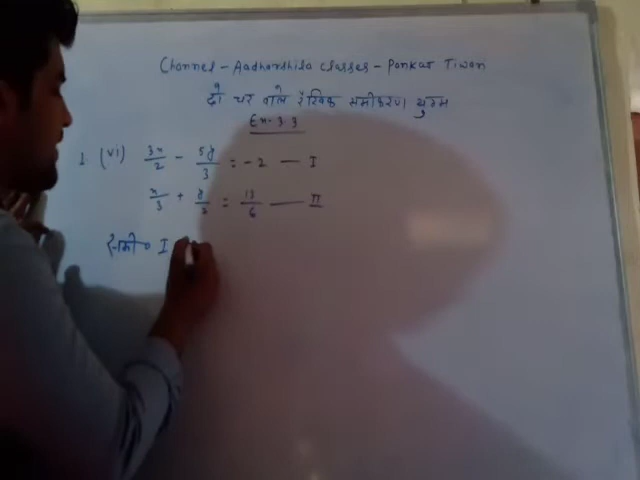 Channel - Aadharshila Classes - Pankaj Tiwari
दो चर वाले रैखिक समीकरण युग्म
Ex. 3.3
1 (vi) 3x/2 - 5y/3 = -2 — I
x/3 + y/2 = 13/6 — II
समी० I